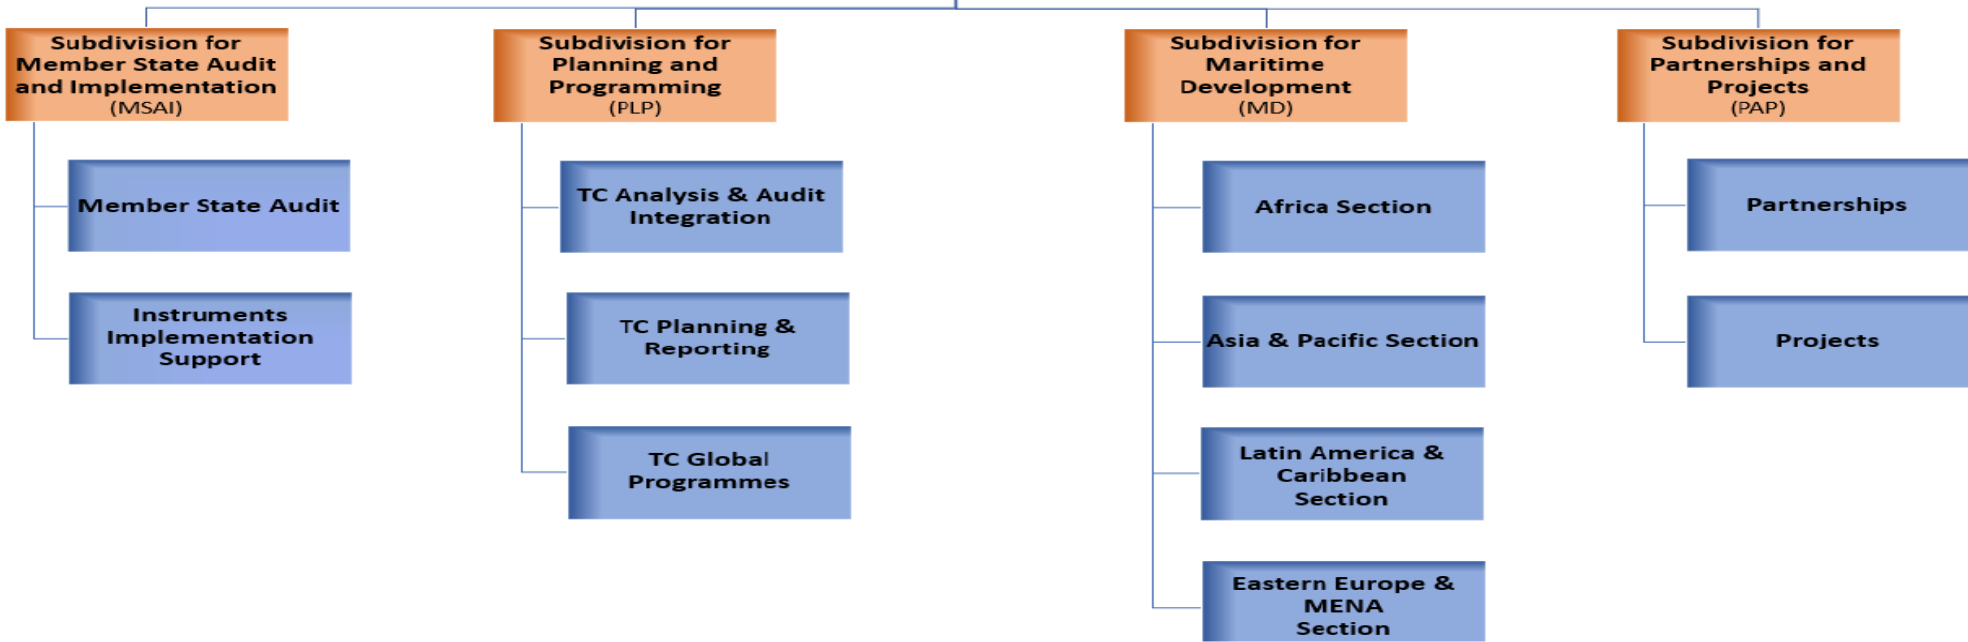 Subdivision for
Member State Audit
and Implementation
(MSAI)
Member State Audit
Instruments
Implementation
Support
Subdivision for
Planning and
Programming
(PLP)
TC Analysis & Audit
Integration
TC Planning &
Reporting
TC Global
Programmes
Subdivision for
Maritime
Development
(MD)
Africa Section
Asia & Pacific Section
Latin America &
Caribbean
Section
Eastern Europe &
MENA
Section
Subdivision for
Partnerships and
Projects
(PAP)
Partnerships
Projects